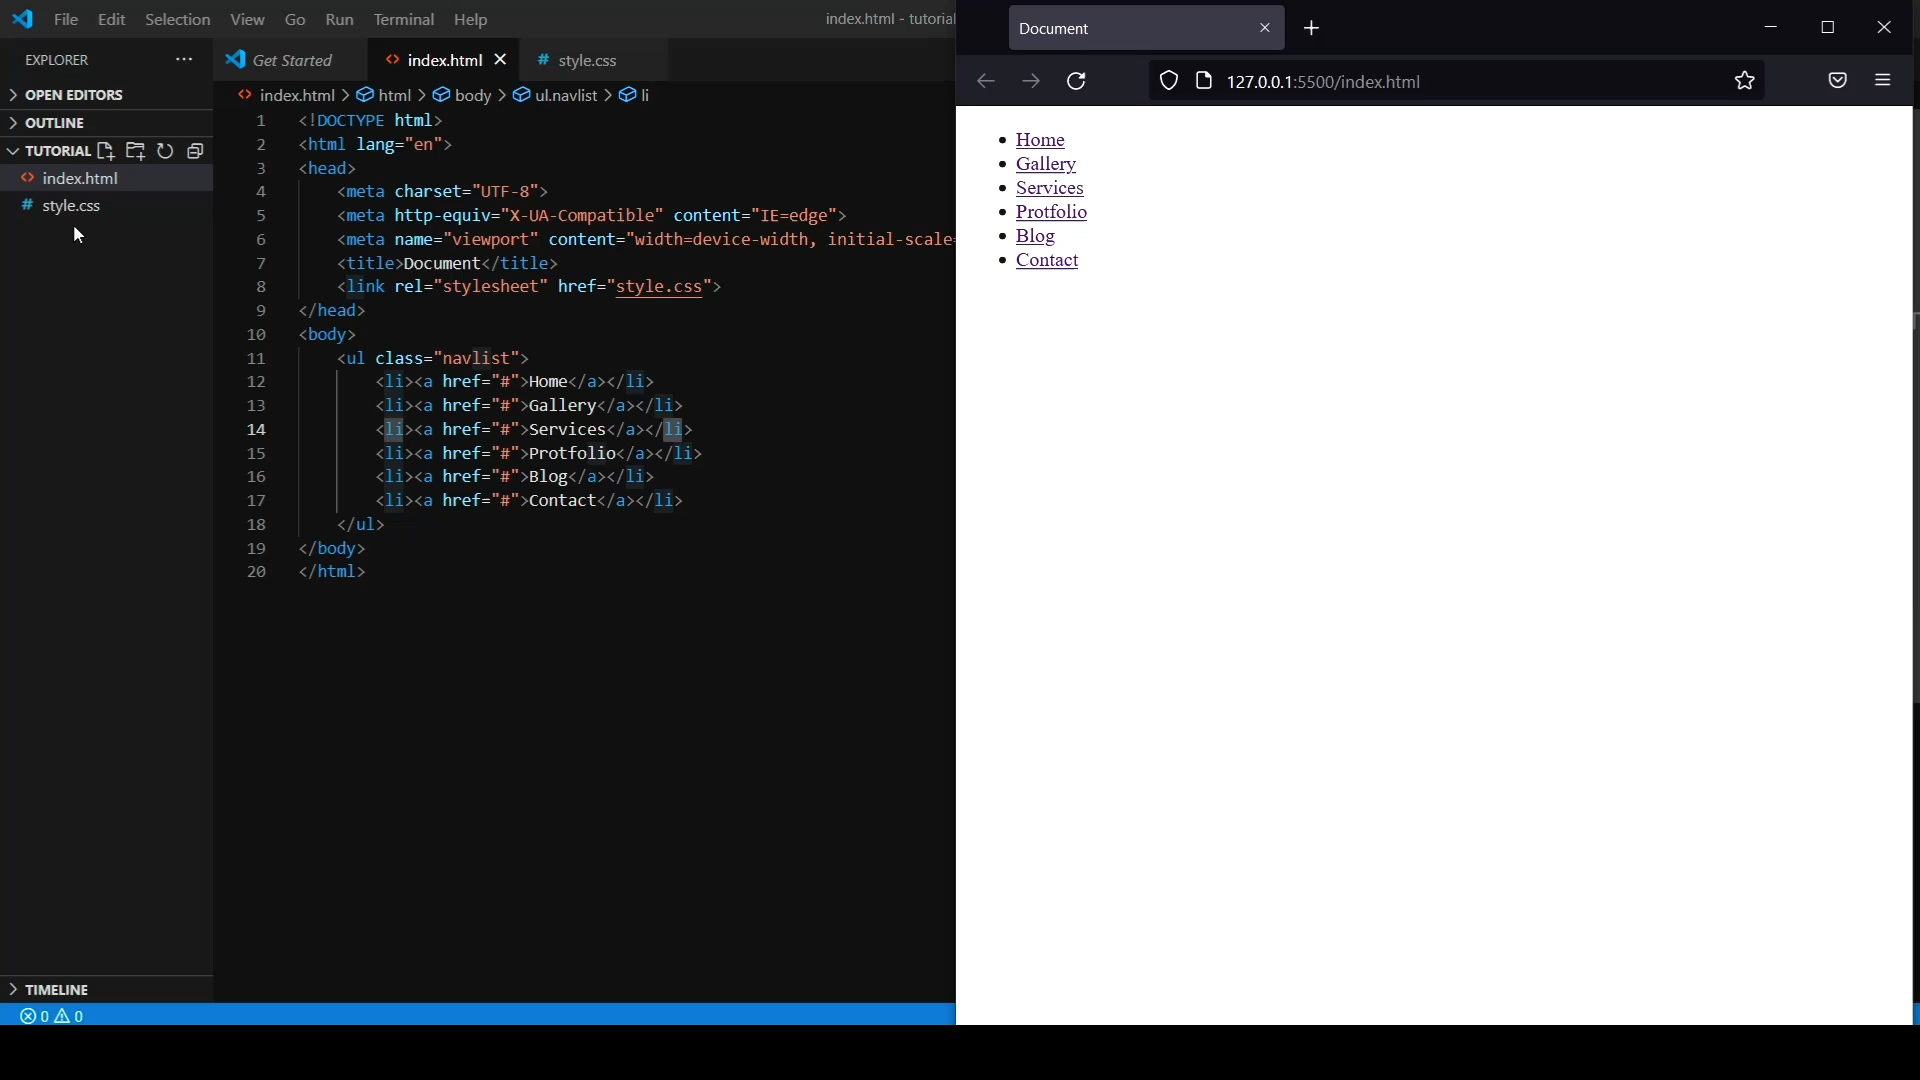 File Edit Selection View Go Run Terminal Help
index.html - tutorial
EXPLORER ···
Get Started
index.html
# style.css
OPEN EDITORS
index.html > html > body > ul.navlist > li
OUTLINE
TUTORIAL
index.html
# style.css
TIMELINE
0 0
1 <!DOCTYPE html>
2 <html lang="en">
3 <head>
4 <meta charset="UTF-8">
5 <meta http-equiv="X-UA-Compatible" content="IE=edge">
6 <meta name="viewport" content="width=device-width, initial-scale=
7 <title>Document</title>
8 <link rel="stylesheet" href="style.css">
9 </head>
10 <body>
11 <ul class="navlist">
12 <li><a href="#">Home</a></li>
13 <li><a href="#">Gallery</a></li>
14 <li><a href="#">Services</a></li>
15 <li><a href="#">Protfolio</a></li>
16 <li><a href="#">Blog</a></li>
17 <li><a href="#">Contact</a></li>
18 </ul>
19 </body>
20 </html>
Document
127.0.0.1:5500/index.html
• Home
• Gallery
• Services
• Protfolio
• Blog
• Contact